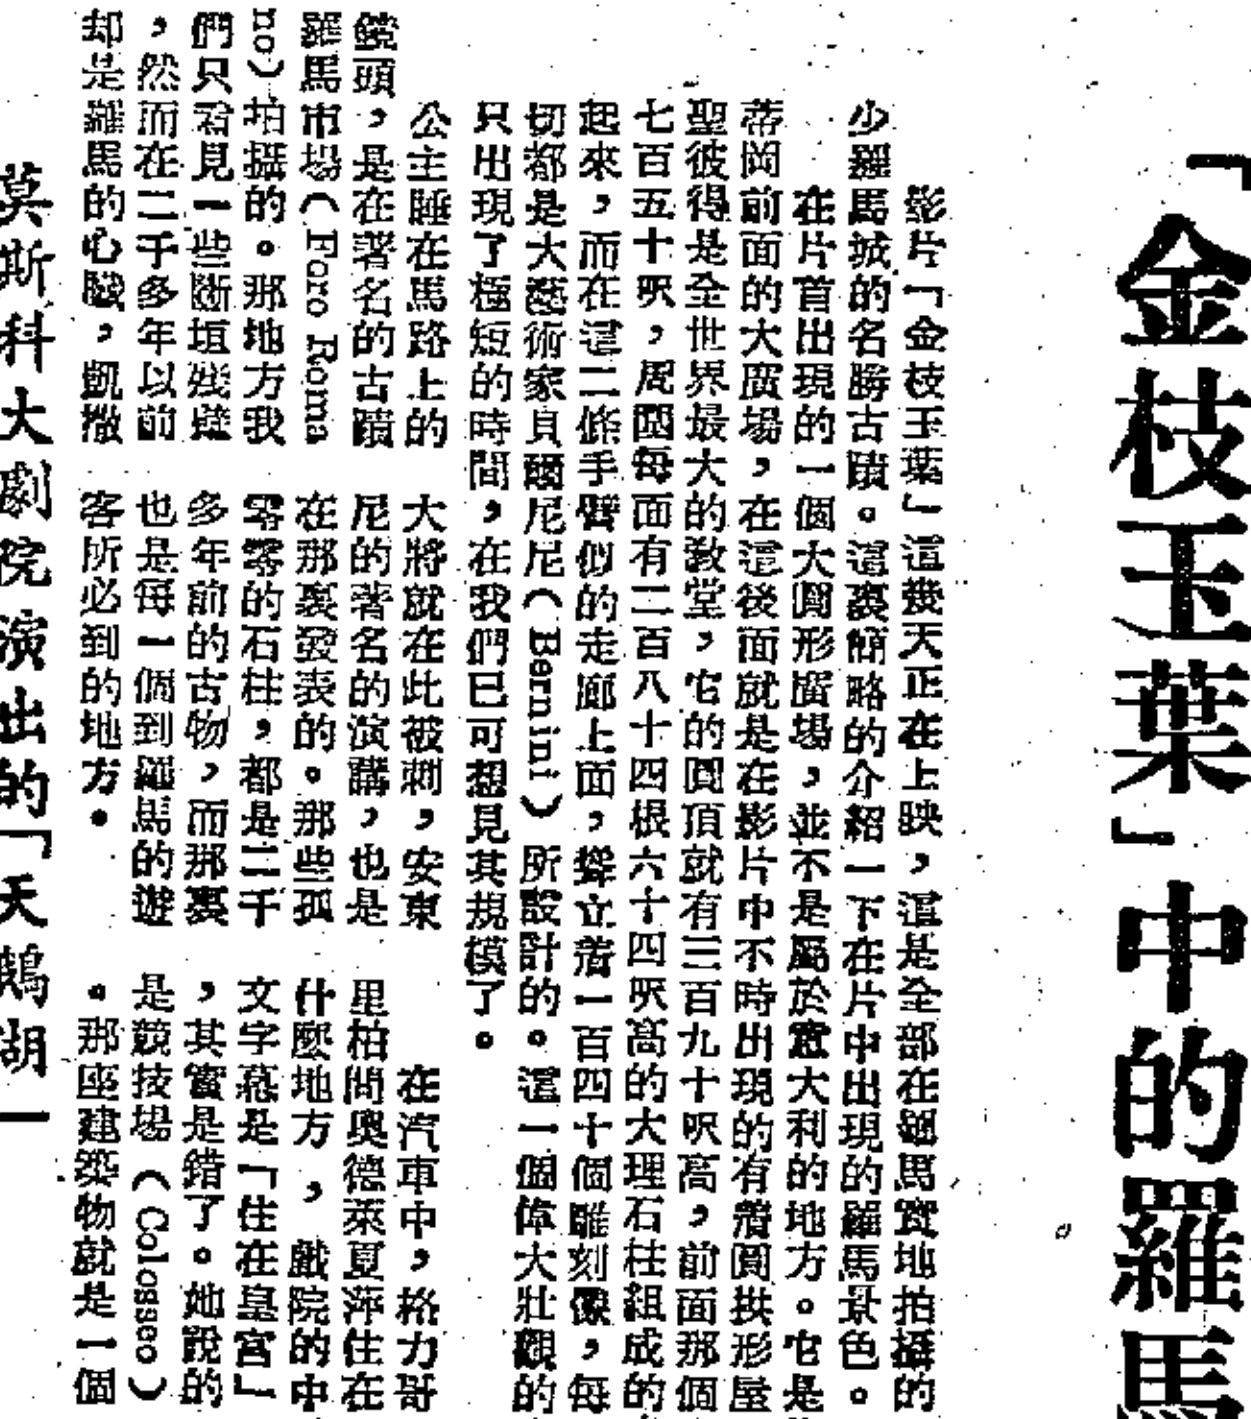 「金枝玉葉」中的羅馬
影片「金枝玉葉」這幾天正在上映,這是全部在羅馬實地拍攝的
少羅馬城的名勝古蹟。這裏簡略的介紹一下在片中出現的羅馬景色。
在片首出現的一個大圓形廣場,並不是屬於意大利的地方。它是
蒂岡前面的大廣場,在這後面就是在影片中不時出現的有着圓拱形屋
聖彼得是全世界最大的教堂,它的圓頂就有三百九十呎高,前面那個
七百五十呎,周圍每面有二百八十四根六十四呎高的大理石柱組成的
起來,而在這二條手臂似的走廊上面,聳立着一百四十個雕刻像,每
切都是大藝術家貝爾尼尼(Bernini)所設計的。這一個偉大壯觀的
只出現了極短的時間,在我們已可想見其規模了。
公主睡在馬路上的
鏡頭,是在著名的古蹟
羅馬市場(Foro Roma
no)拍攝的。那地方我
們只看見一些斷垣殘壁
,然而在二千多年以前
却是羅馬的心臟,凱撒
大將就在此被刺,安東
尼的著名的演講,也是
在那裏發表的。那些孤
零零的石柱,都是二千
多年前的古物,而那裏
也是每一個到羅馬的遊
客所必到的地方。
在汽車中,格力哥
里柏問奧德萊夏萍住在
什麼地方,戲院的中
文字幕是「住在皇宮」
,其實是錯了。她說的
是競技場(Colosseo)
。那座建築物就是一個
莫斯科大劇院演出的「天鵝湖」